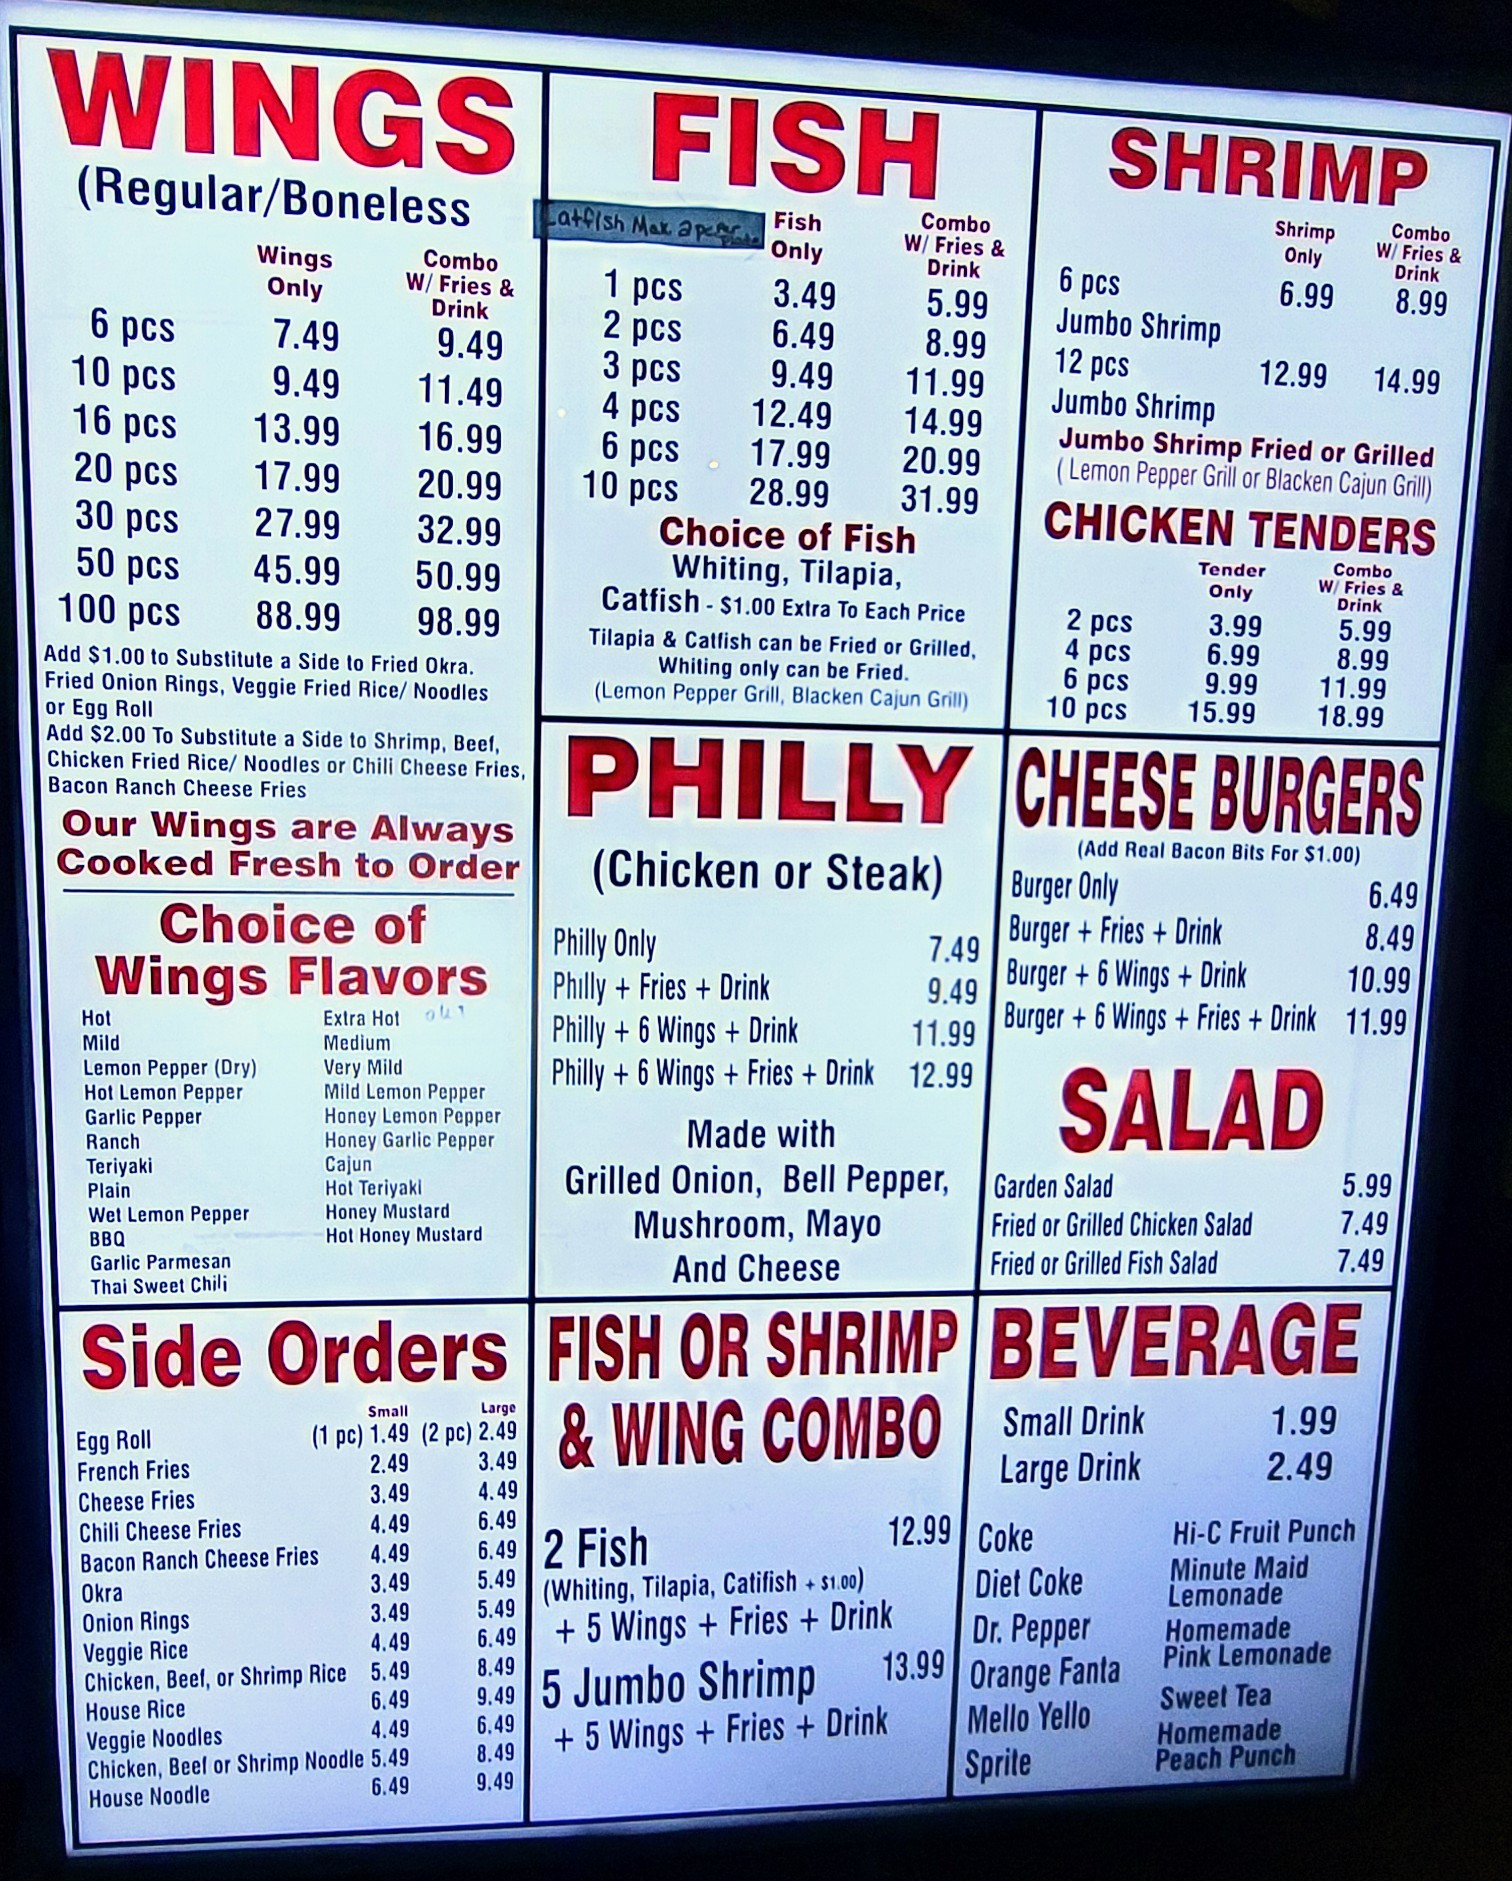 WINGS
(Regular/Boneless
Wings Only
Combo W/ Fries & Drink
6 pcs 7.49 9.49
10 pcs 9.49 11.49
16 pcs 13.99 16.99
20 pcs 17.99 20.99
30 pcs 27.99 32.99
50 pcs 45.99 50.99
100 pcs 88.99 98.99
Add $1.00 to Substitute a Side to Fried Okra.
Fried Onion Rings, Veggie Fried Rice/ Noodles
or Egg Roll
Add $2.00 To Substitute a Side to Shrimp, Beef,
Chicken Fried Rice/ Noodles or Chili Cheese Fries,
Bacon Ranch Cheese Fries
Our Wings are Always
Cooked Fresh to Order
Choice of
Wings Flavors
Hot Extra Hot
Mild Medium
Lemon Pepper (Dry) Very Mild
Hot Lemon Pepper Mild Lemon Pepper
Garlic Pepper Honey Lemon Pepper
Ranch Honey Garlic Pepper
Teriyaki Cajun
Plain Hot Teriyaki
Wet Lemon Pepper Honey Mustard
BBQ Hot Honey Mustard
Garlic Parmesan
Thai Sweet Chili
FISH
Catfish Max 2pc Per
Plate
Fish Only
Combo W/ Fries & Drink
1 pcs 3.49 5.99
2 pcs 6.49 8.99
3 pcs 9.49 11.99
4 pcs 12.49 14.99
6 pcs 17.99 20.99
10 pcs 28.99 31.99
Choice of Fish
Whiting, Tilapia,
Catfish - $1.00 Extra To Each Price
Tilapia & Catfish can be Fried or Grilled,
Whiting only can be Fried.
(Lemon Pepper Grill, Blacken Cajun Grill)
SHRIMP
Shrimp Only
Combo W/ Fries & Drink
6 pcs 6.99 8.99
Jumbo Shrimp
12 pcs 12.99 14.99
Jumbo Shrimp
Jumbo Shrimp Fried or Grilled
( Lemon Pepper Grill or Blacken Cajun Grill)
CHICKEN TENDERS
Tender Only
Combo W/ Fries & Drink
2 pcs 3.99 5.99
4 pcs 6.99 8.99
6 pcs 9.99 11.99
10 pcs 15.99 18.99
PHILLY
(Chicken or Steak)
Philly Only 7.49
Philly + Fries + Drink 9.49
Philly + 6 Wings + Drink 11.99
Philly + 6 Wings + Fries + Drink 12.99
Made with
Grilled Onion, Bell Pepper,
Mushroom, Mayo
And Cheese
CHEESE BURGERS
(Add Real Bacon Bits For $1.00)
Burger Only 6.49
Burger + Fries + Drink 8.49
Burger + 6 Wings + Drink 10.99
Burger + 6 Wings + Fries + Drink 11.99
SALAD
Garden Salad 5.99
Fried or Grilled Chicken Salad 7.49
Fried or Grilled Fish Salad 7.49
Side Orders
Small Large
Egg Roll (1 pc) 1.49 (2 pc) 2.49
French Fries 2.49 3.49
Cheese Fries 3.49 4.49
Chili Cheese Fries 4.49 6.49
Bacon Ranch Cheese Fries 4.49 6.49
Okra 3.49 5.49
Onion Rings 3.49 5.49
Veggie Rice 4.49 6.49
Chicken, Beef, or Shrimp Rice 5.49 8.49
House Rice 6.49 9.49
Veggie Noodles 4.49 6.49
Chicken, Beef or Shrimp Noodle 5.49 8.49
House Noodle 6.49 9.49
FISH OR SHRIMP
& WING COMBO
2 Fish 12.99
(Whiting, Tilapia, Catifish + $1.00)
+ 5 Wings + Fries + Drink
5 Jumbo Shrimp 13.99
+ 5 Wings + Fries + Drink
BEVERAGE
Small Drink 1.99
Large Drink 2.49
Coke
Diet Coke
Dr. Pepper
Orange Fanta
Mello Yello
Sprite
Hi-C Fruit Punch
Minute Maid
Lemonade
Homemade
Pink Lemonade
Sweet Tea
Homemade
Peach Punch